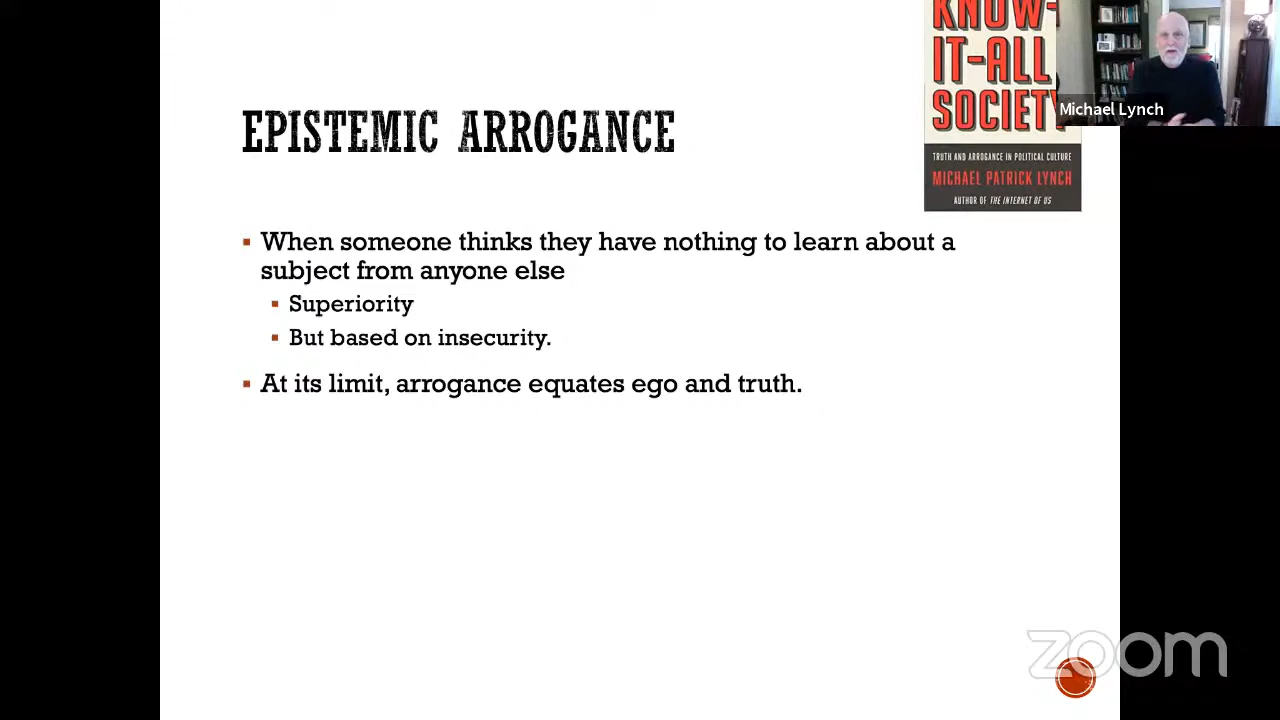 KNOW-
IT-ALL
SOCIETY
TRUTH AND ARROGANCE IN POLITICAL CULTURE
MICHAEL PATRICK LYNCH
AUTHOR OF THE INTERNET OF US
Michael Lynch
EPISTEMIC ARROGANCE
▪ When someone thinks they have nothing to learn about a
subject from anyone else
▪ Superiority
▪ But based on insecurity.
▪ At its limit, arrogance equates ego and truth.
zoom